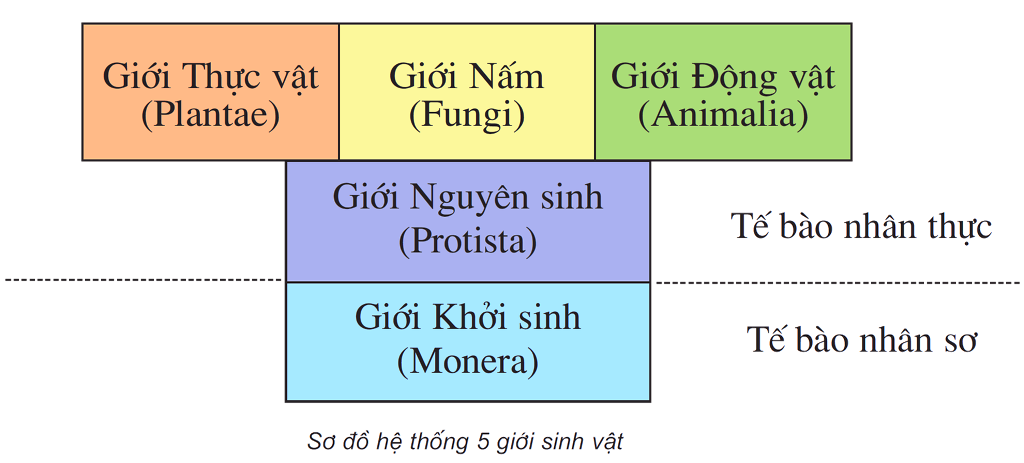 Giới Thực vật
(Plantae)
Giới Nấm
(Fungi)
Giới Động vật
(Animalia)
Giới Nguyên sinh
(Protista)
Tế bào nhân thực
Giới Khởi sinh
(Monera)
Tế bào nhân sơ
Sơ đồ hệ thống 5 giới sinh vật